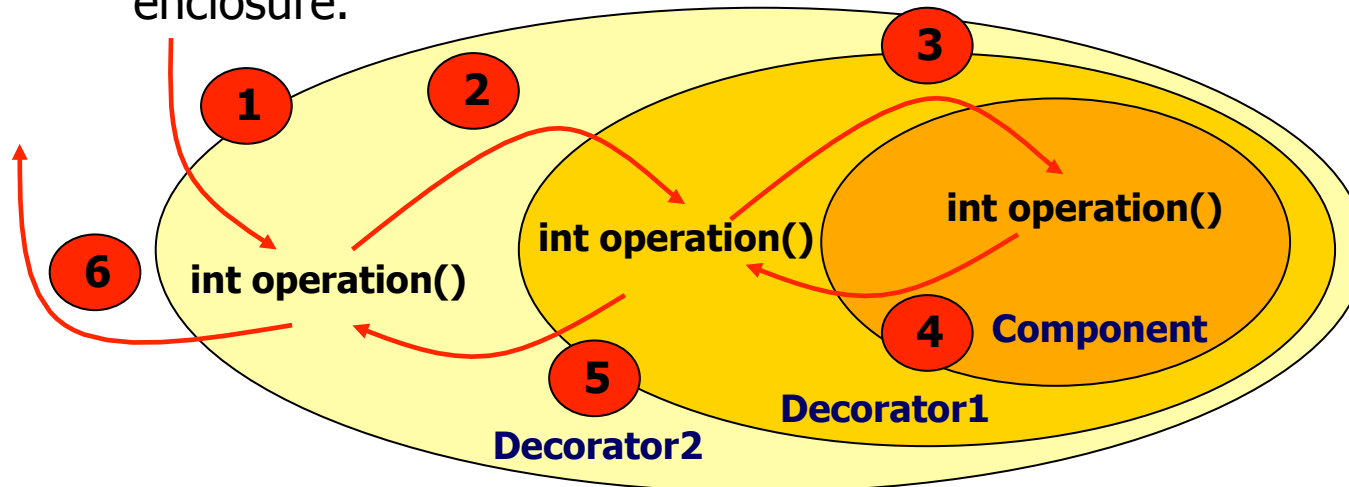 enclosure.
3
2
1
int operation()
int operation()
6
int operation()
4 Component
5
Decorator1
Decorator2